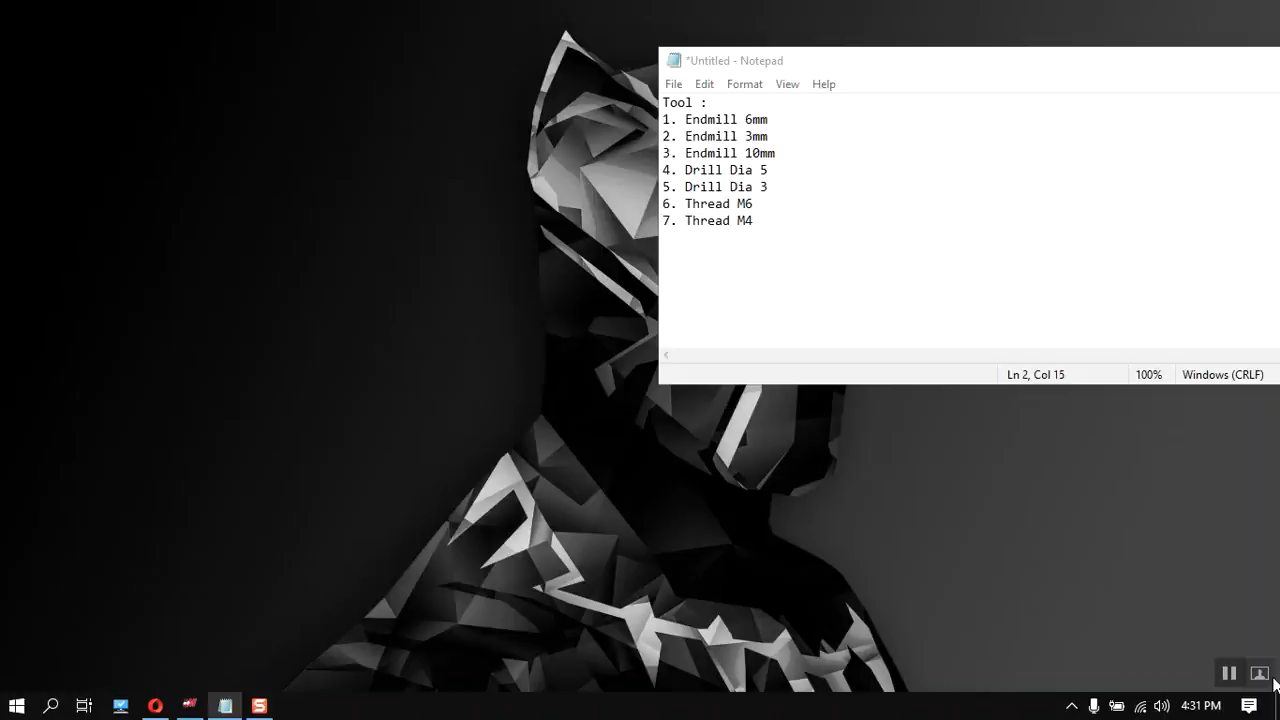 *Untitled - Notepad
File Edit Format View Help
Tool :
1. Endmill 6mm
2. Endmill 3mm
3. Endmill 10mm
4. Drill Dia 5
5. Drill Dia 3
6. Thread M6
7. Thread M4
Ln 2, Col 15 100% Windows (CRLF)
4:31 PM